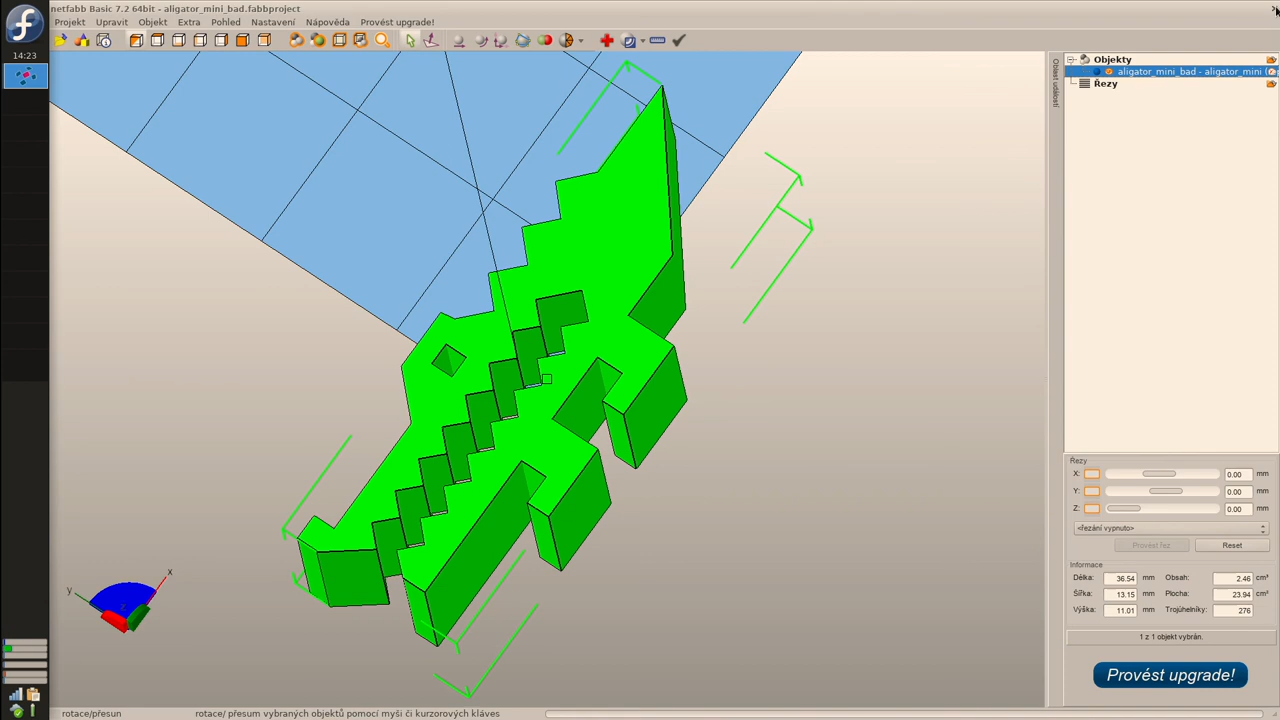 netfabb Basic 7.2 64bit - aligator_mini_bad.fabbproject
Projekt Upravit Objekt Extra Nastavení Pohled Nápověda Provést upgrade!
14:23
Objekty
aligator_mini_bad - aligator_mini (
Řezy
Oblast událostí
x
y
z
Řezy
X: 0.00 mm
Y: 0.00 mm
Z: 0.00 mm
<řezání vypnuto>
Provést řez Reset
Informace
Délka: 36.54 mm Obsah: 2.46 cm³
Šířka: 13.15 mm Plocha: 23.94 cm²
Výška: 11.01 mm Trojúhelníky: 276
1 z 1 objekt vybrán.
Provést upgrade!
rotace/přesun rotace/ přesum vybraných objektů pomocí myši či kurzorových kláves